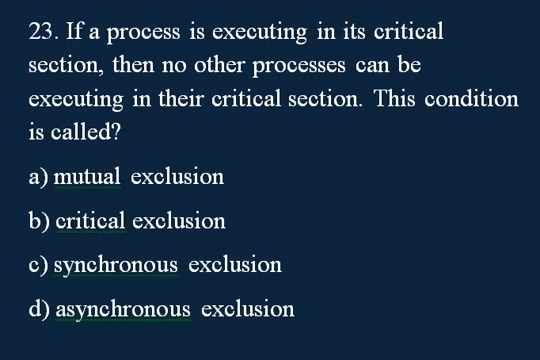 23. If a process is executing in its critical
section, then no other processes can be
executing in their critical section. This condition
is called?
a) mutual exclusion
b) critical exclusion
c) synchronous exclusion
d) asynchronous exclusion